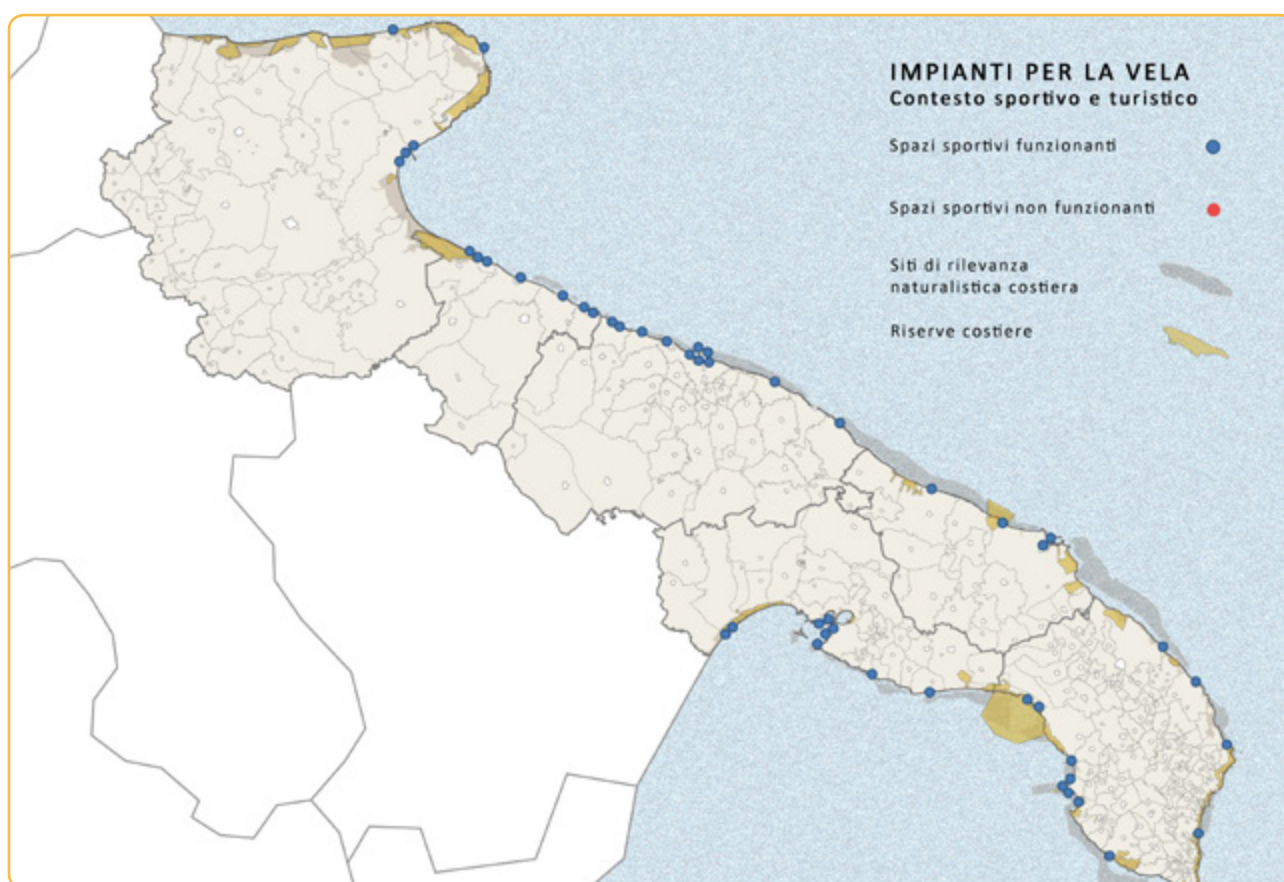 IMPIANTI PER LA VELA
Contesto sportivo e turistico
Spazi sportivi funzionanti
Spazi sportivi non funzionanti
Siti di rilevanza
naturalistica costiera
Riserve costiere